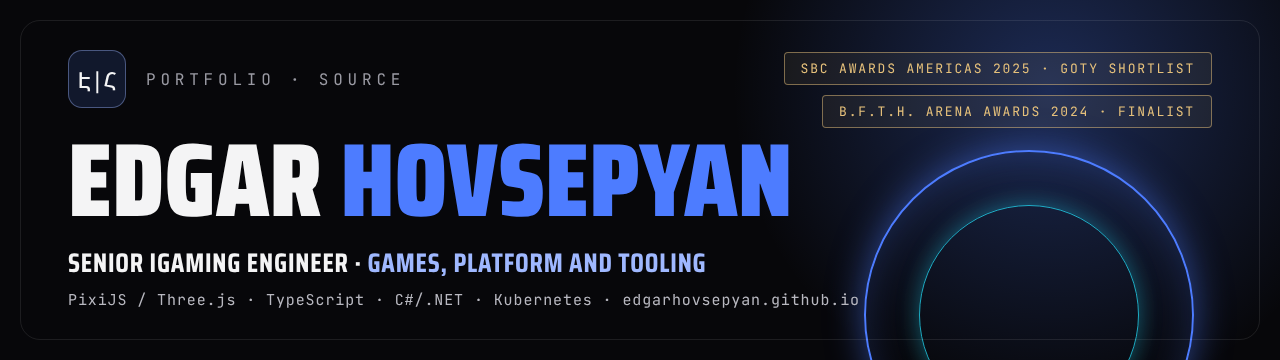 Է|Հ
PORTFOLIO · SOURCE
SBC AWARDS AMERICAS 2025 · GOTY SHORTLIST
B.F.T.H. ARENA AWARDS 2024 · FINALIST
EDGAR HOVSEPYAN
SENIOR IGAMING ENGINEER · GAMES, PLATFORM AND TOOLING
PixiJS / Three.js · TypeScript · C#/.NET · Kubernetes · edgarhovsepyan.github.io